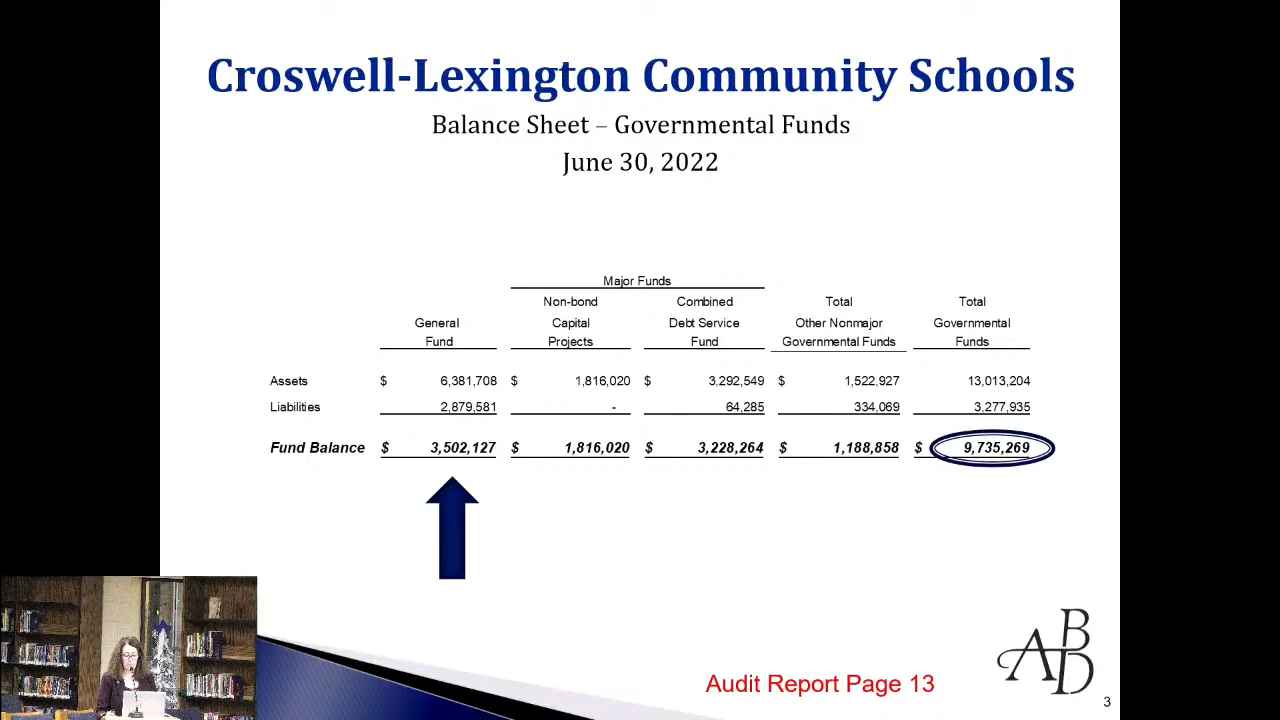 Croswell-Lexington Community Schools
Balance Sheet – Governmental Funds
June 30, 2022
Major Funds
Non-bond Combined Total Total
General Capital Debt Service Other Nonmajor Governmental
Fund Projects Fund Governmental Funds Funds
Assets $ 6,381,708 $ 1,816,020 $ 3,292,549 $ 1,522,927 13,013,204
Liabilities 2,879,581 - 64,285 334,069 3,277,935
Fund Balance $ 3,502,127 $ 1,816,020 $ 3,228,264 $ 1,188,858 $ 9,735,269
ABD
Audit Report Page 13
3